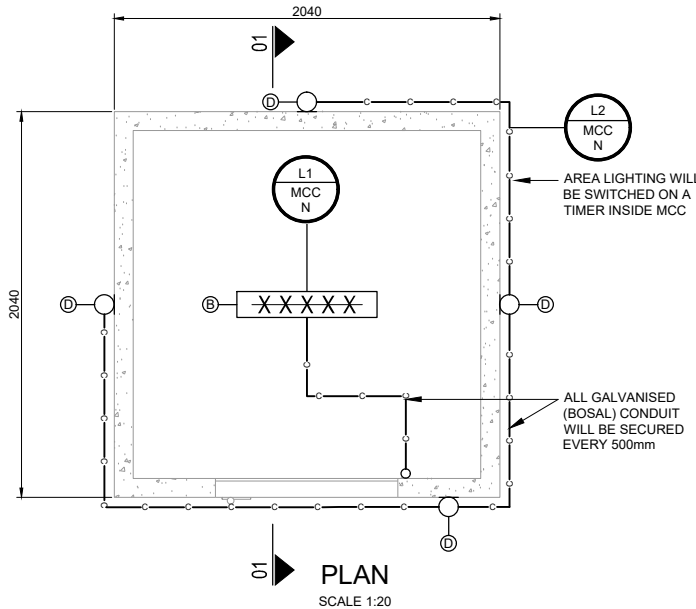 2040
01
D
L2
MCC
N
AREA LIGHTING WILL
BE SWITCHED ON A
TIMER INSIDE MCC
L1
MCC
N
2040
D
B
XXXXX
D
ALL GALVANISED
(BOSAL) CONDUIT
WILL BE SECURED
EVERY 500mm
D
01
PLAN
SCALE 1:20
C C C C
C
C
C
C
C
C
C
C
C
C
C
C
C C
C
C C C C C C C C